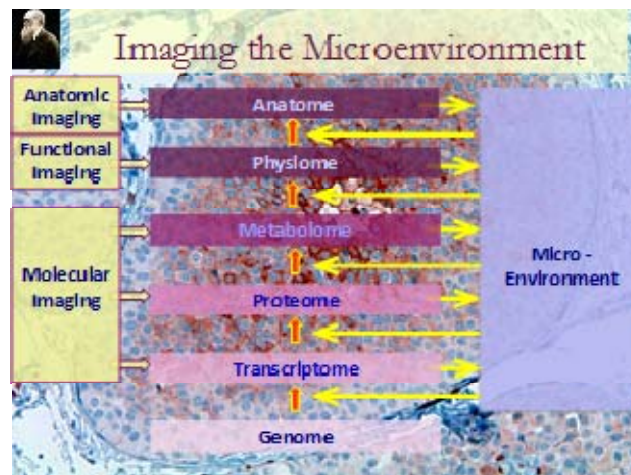 Imaging the Microenvironment
Anatomic
Imaging
Anatome
Functional
Imaging
Physiome
Metabolome
Molecular
Imaging
Proteome
Micro -
Environment
Transcriptome
Genome